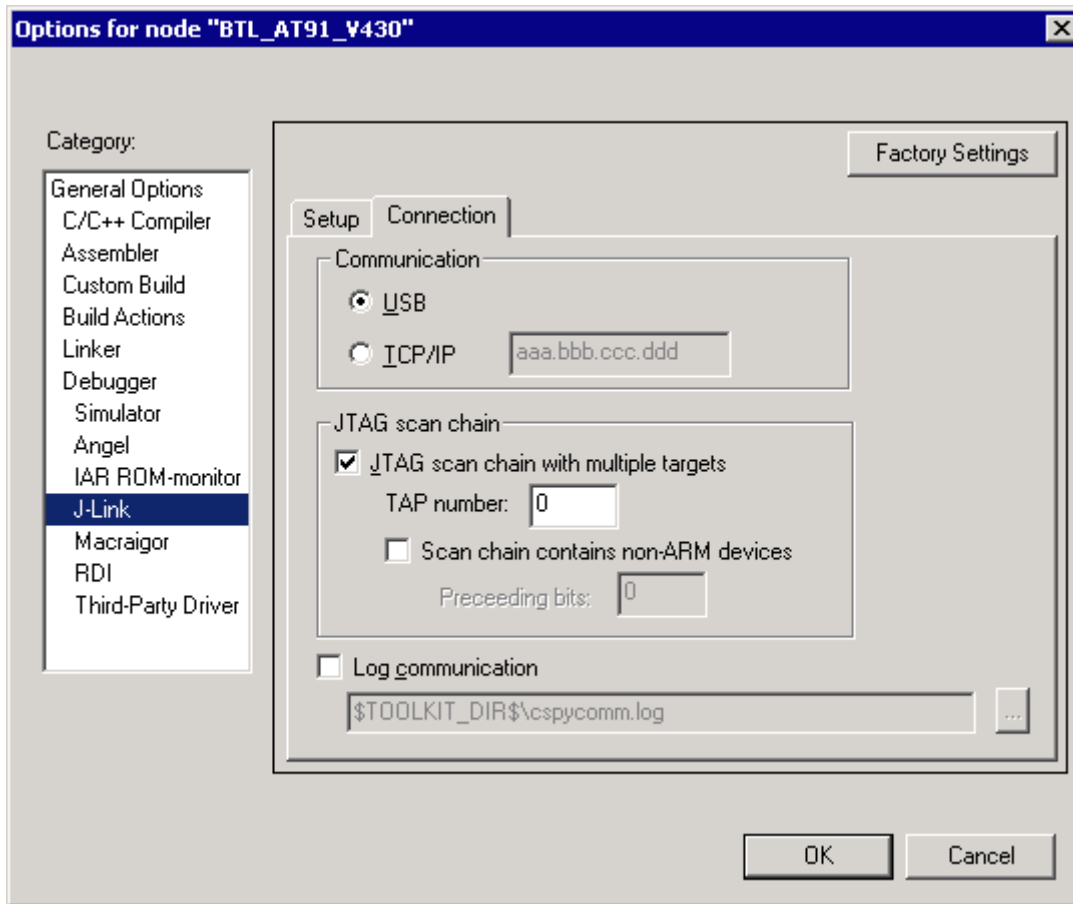 Options for node "BTL_AT91_V430"
Category:
General Options
C/C++ Compiler
Assembler
Custom Build
Build Actions
Linker
Debugger
Simulator
Angel
IAR ROM-monitor
J-Link
Macraigor
RDI
Third-Party Driver
Factory Settings
Setup Connection
Communication
USB
TCP/IP aaa.bbb.ccc.ddd
JTAG scan chain
JTAG scan chain with multiple targets
TAP number: 0
Scan chain contains non-ARM devices
Preceeding bits: 0
Log communication
$TOOLKIT_DIR$\cspycomm.log ...
OK Cancel